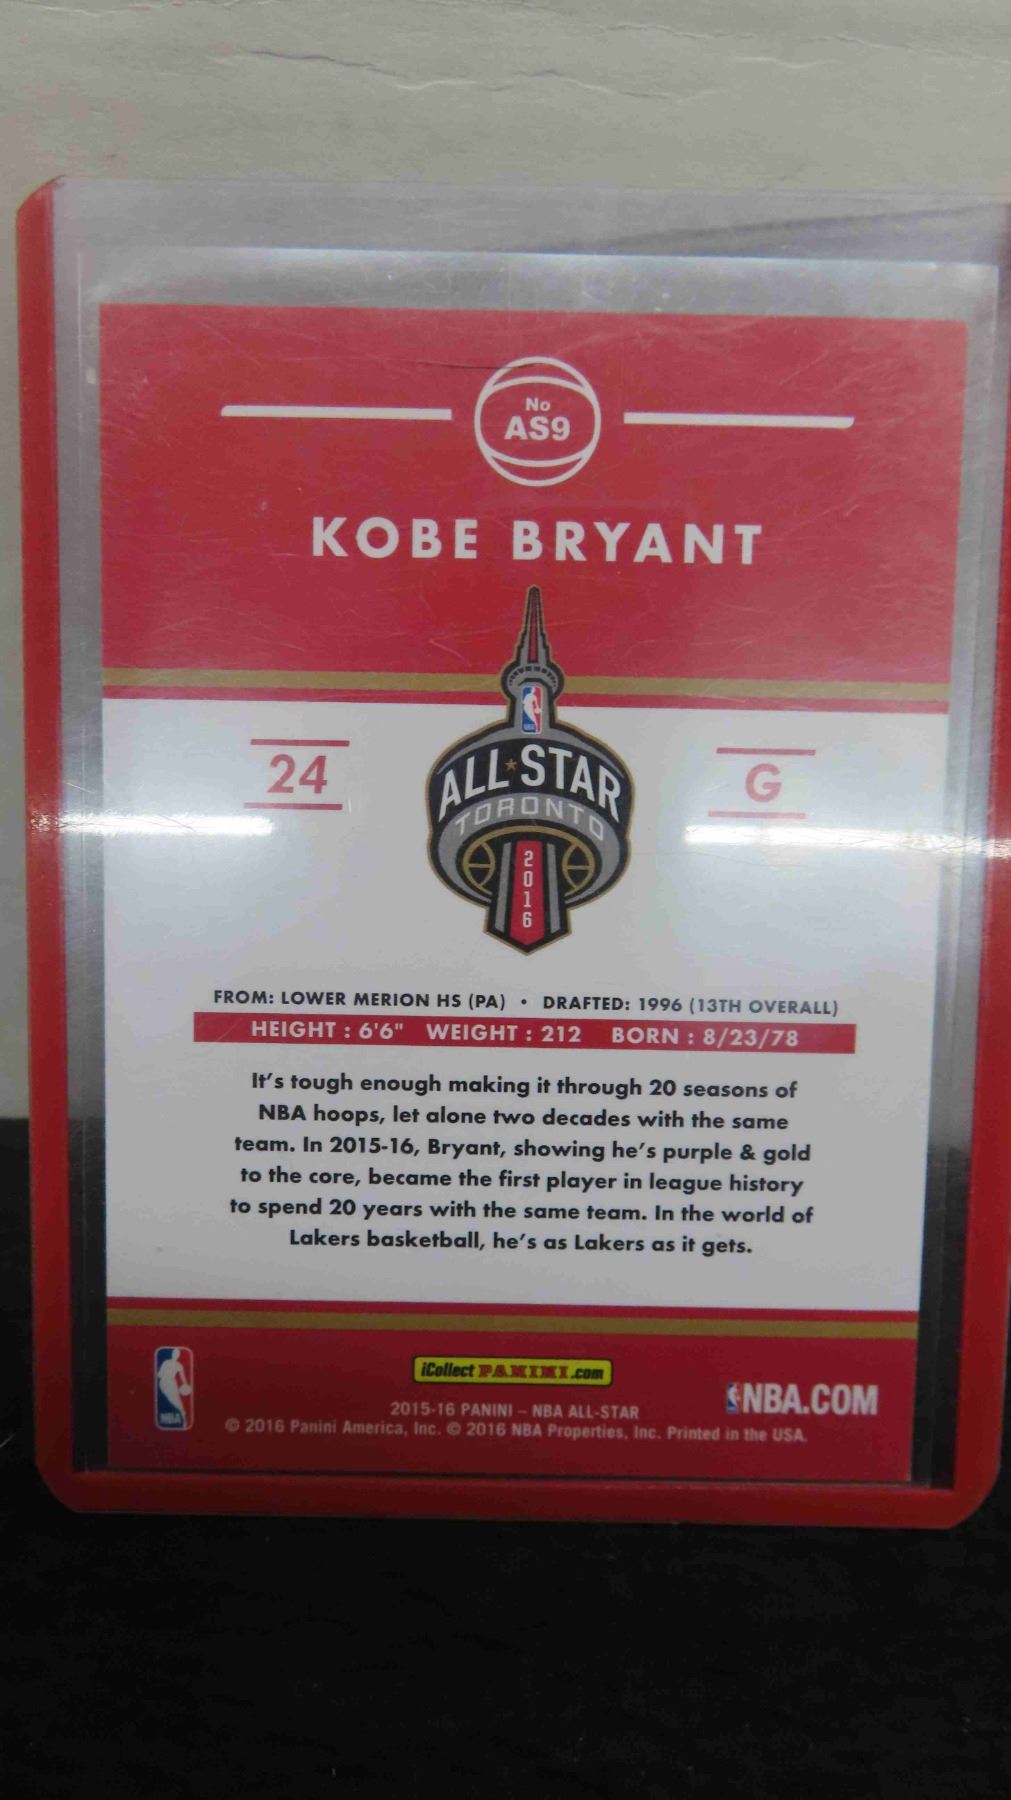 No
AS9
KOBE BRYANT
24
G
ALL★STAR
TORONTO
2016
FROM: LOWER MERION HS (PA) • DRAFTED: 1996 (13TH OVERALL)
HEIGHT : 6'6" WEIGHT : 212 BORN : 8/23/78
It's tough enough making it through 20 seasons of
NBA hoops, let alone two decades with the same
team. In 2015-16, Bryant, showing he's purple & gold
to the core, became the first player in league history
to spend 20 years with the same team. In the world of
Lakers basketball, he's as Lakers as it gets.
iCollect PANINI.com
NBA
NBA.COM
2015-16 PANINI – NBA ALL-STAR
© 2016 Panini America, Inc. © 2016 NBA Properties, Inc. Printed in the USA.